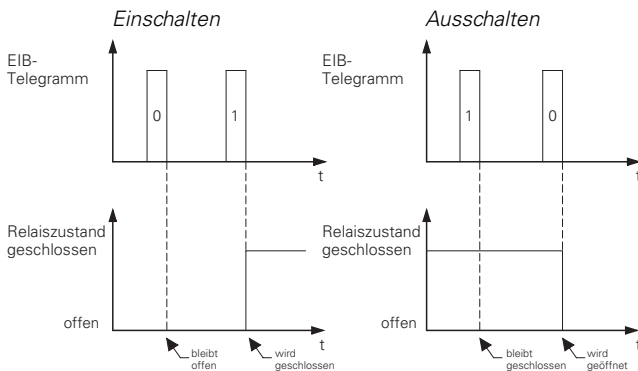 Einschalten
EIB-
Telegramm
0
1
t
Relaiszustand
geschlossen
offen
t
bleibt
offen
wird
geschlossen
Ausschalten
EIB-
Telegramm
1
0
t
Relaiszustand
geschlossen
offen
t
bleibt
geschlossen
wird
geöffnet